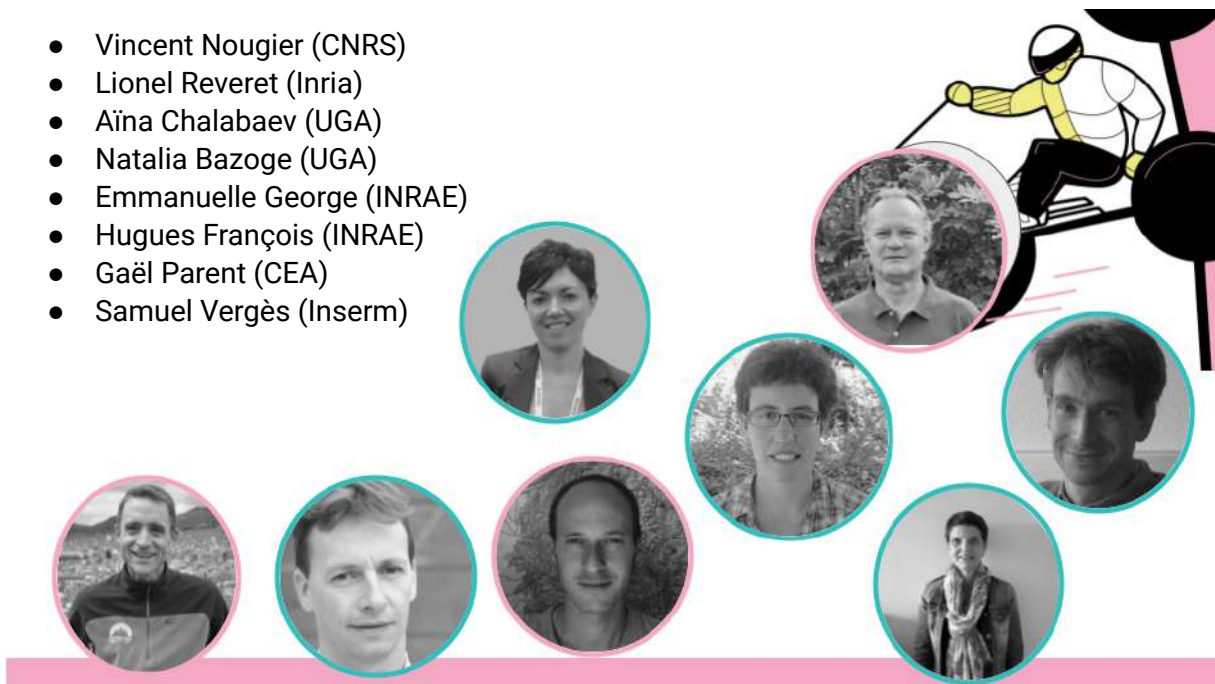 ● Vincent Nougier (CNRS)
● Lionel Reveret (Inria)
● Aïna Chalabaev (UGA)
● Natalia Bazoge (UGA)
● Emmanuelle George (INRAE)
● Hugues François (INRAE)
● Gaël Parent (CEA)
● Samuel Vergès (Inserm)